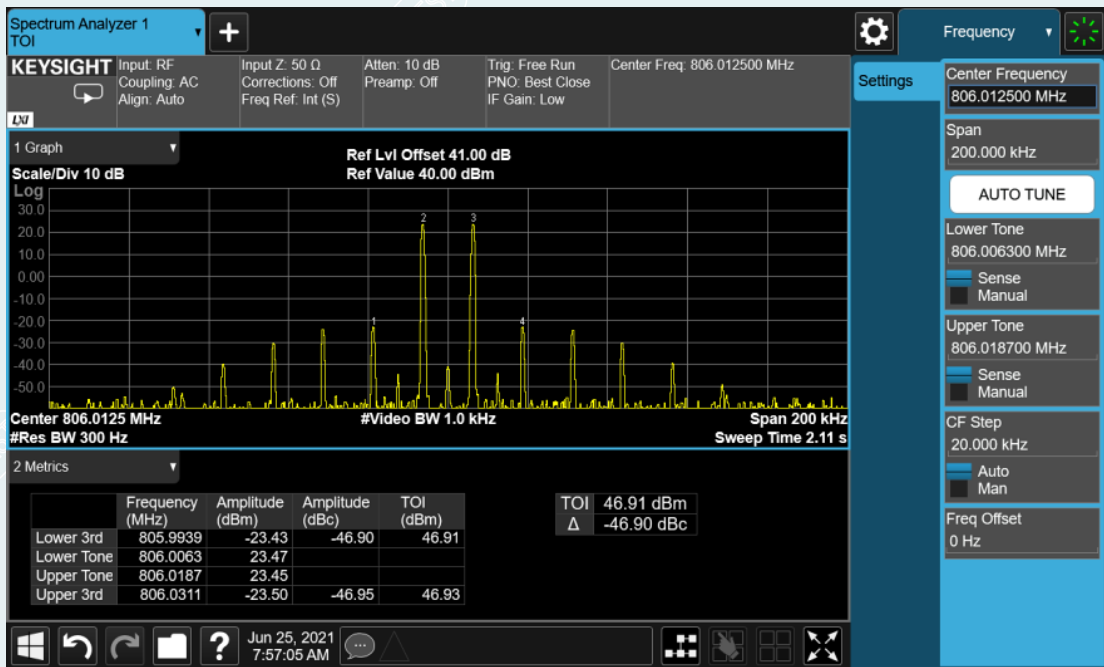 Spectrum Analyzer 1
TOI
+
Frequency
KEYSIGHT
LXI
Input: RF
Coupling: AC
Align: Auto
Input Z: 50 Ω
Corrections: Off
Freq Ref: Int (S)
Atten: 10 dB
Preamp: Off
Trig: Free Run
PNO: Best Close
IF Gain: Low
Center Freq: 806.012500 MHz
1 Graph
Scale/Div 10 dB
Ref Lvl Offset 41.00 dB
Ref Value 40.00 dBm
Log
30.0
20.0
10.0
0.00
-10.0
-20.0
-30.0
-40.0
-50.0
1
2
3
4
Center 806.0125 MHz
#Video BW 1.0 kHz
Span 200 kHz
#Res BW 300 Hz
Sweep Time 2.11 s
2 Metrics
Frequency (MHz) Amplitude (dBm) Amplitude (dBc) TOI (dBm)
Lower 3rd 805.9939 -23.43 -46.90 46.91
Lower Tone 806.0063 23.47
Upper Tone 806.0187 23.45
Upper 3rd 806.0311 -23.50 -46.95 46.93
TOI 46.91 dBm
Δ -46.90 dBc
Settings
Center Frequency
806.012500 MHz
Span
200.000 kHz
AUTO TUNE
Lower Tone
806.006300 MHz
Sense
Manual
Upper Tone
806.018700 MHz
Sense
Manual
CF Step
20.000 kHz
Auto
Man
Freq Offset
0 Hz
?
Jun 25, 2021
7:57:05 AM